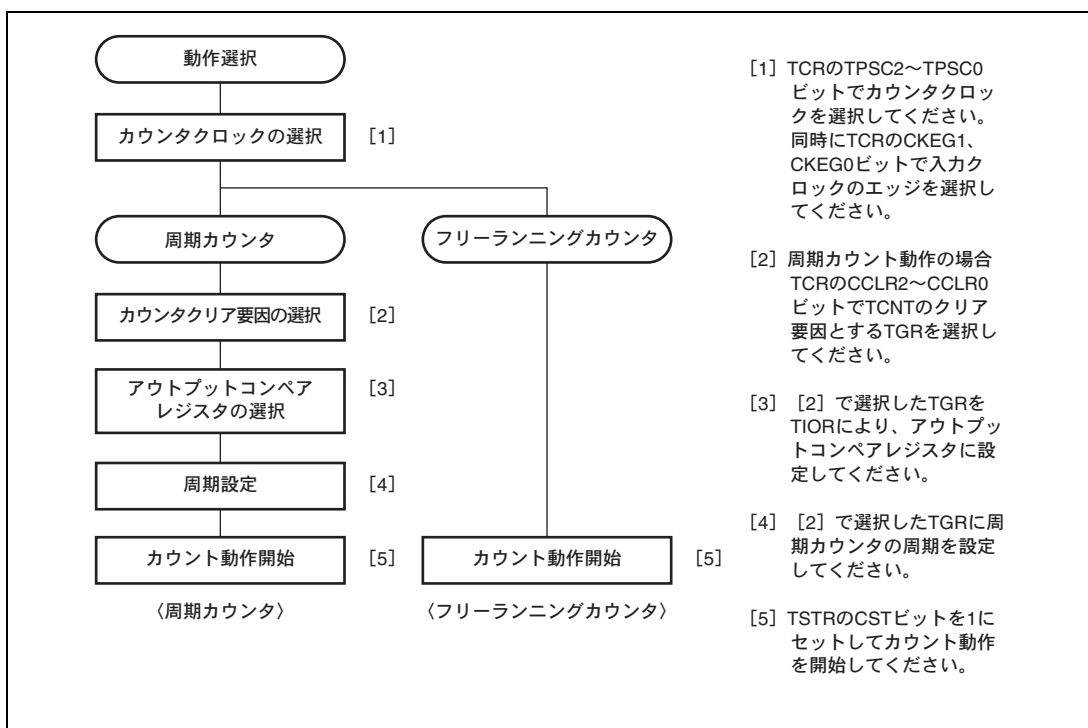 動作選択
カウンタクロックの選択 [1]
周期カウンタ フリーランニングカウンタ
カウンタクリア要因の選択 [2]
アウトプットコンペア
レジスタの選択 [3]
周期設定 [4]
カウント動作開始 [5] カウント動作開始 [5]
〈周期カウンタ〉 〈フリーランニングカウンタ〉
[1] TCRのTPSC2~TPSC0
ビットでカウンタクロッ
クを選択してください。
同時にTCRのCKEG1、
CKEG0ビットで入力ク
ロックのエッジを選択し
てください。
[2] 周期カウント動作の場合
TCRのCCLR2~CCLR0
ビットでTCNTのクリア
要因とするTGRを選択し
てください。
[3] [2]で選択したTGRを
TIORにより、アウトプッ
トコンペアレジスタに設
定してください。
[4] [2]で選択したTGRに周
期カウンタの周期を設定
してください。
[5] TSTRのCSTビットを1に
セットしてカウント動作
を開始してください。